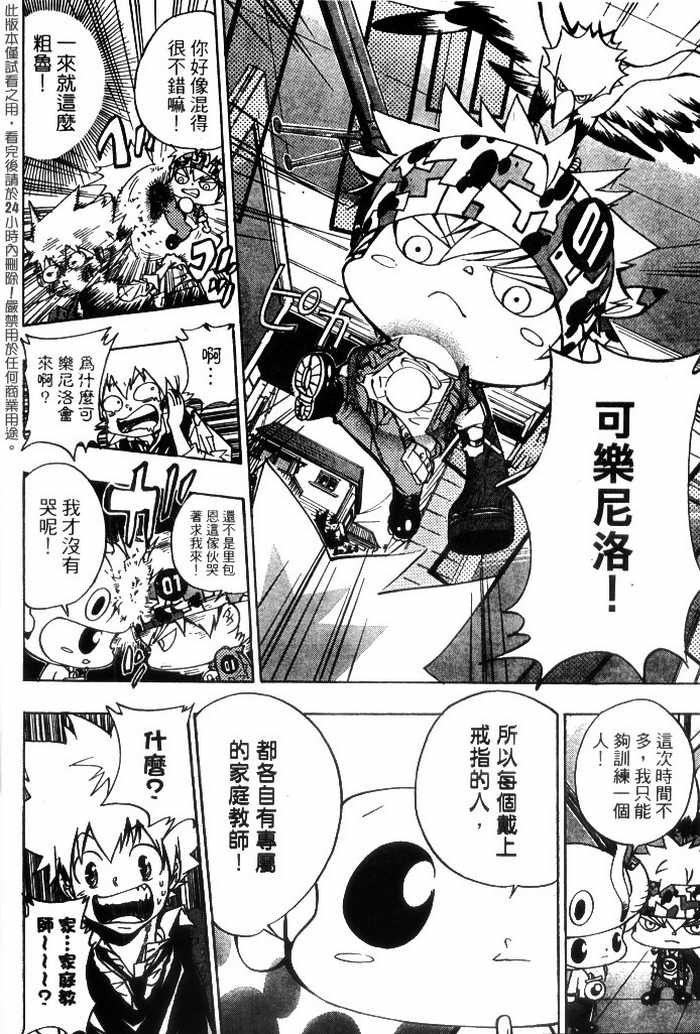 可樂尼洛！
01
你好像混得
很不錯嘛！
一來就這麼
粗魯！
啊…
為什麼可
樂尼洛會
來啊？
還不是里包
恩這傢伙哭
著求我來！
我才沒有
哭呢！
01
01
這次時間不
多，我只能
夠訓練一個
人！
所以每個戴上
戒指的人，
都各自有專屬
的家庭教師！
什麼？
家…家庭教
師～～～？
此版本僅試看之用，看完後請於24小時內刪除！嚴禁用於任何商業用途。